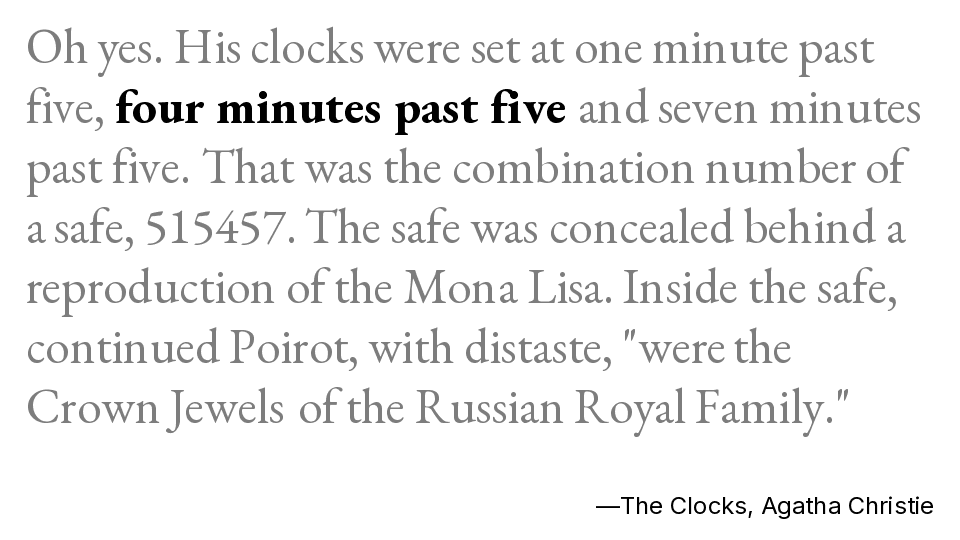 Oh yes. His clocks were set at one minute past
five, four minutes past five and seven minutes
past five. That was the combination number of
a safe, 515457. The safe was concealed behind a
reproduction of the Mona Lisa. Inside the safe,
continued Poirot, with distaste, "were the
Crown Jewels of the Russian Royal Family."
—The Clocks, Agatha Christie